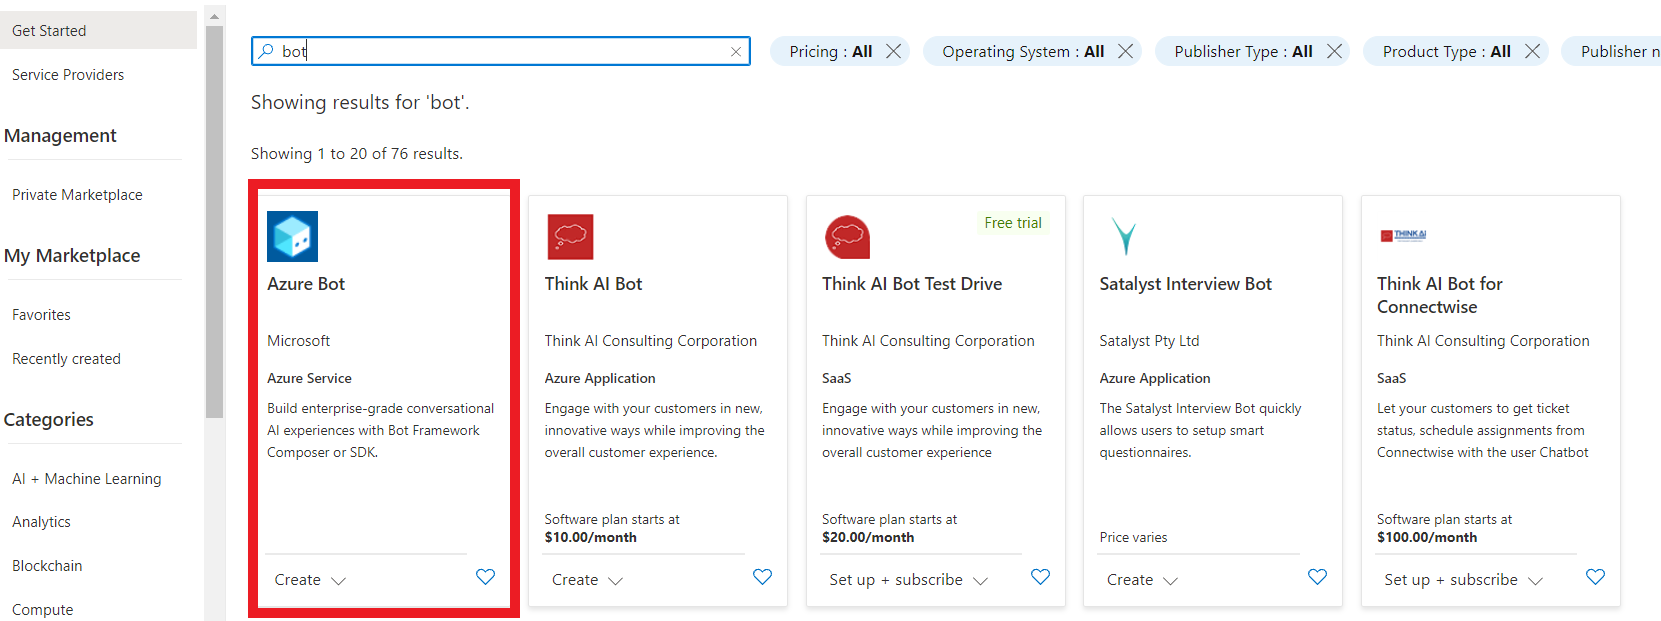 Get Started
Service Providers
Management
Private Marketplace
My Marketplace
Favorites
Recently created
Categories
AI + Machine Learning
Analytics
Blockchain
Compute
bot
Pricing : All
Operating System : All
Publisher Type : All
Product Type : All
Publisher n
Showing results for 'bot'.
Showing 1 to 20 of 76 results.
Azure Bot
Microsoft
Azure Service
Build enterprise-grade conversational
AI experiences with Bot Framework
Composer or SDK.
Create
Think AI Bot
Think AI Consulting Corporation
Azure Application
Engage with your customers in new,
innovative ways while improving the
overall customer experience.
Software plan starts at
$10.00/month
Create
Free trial
Think AI Bot Test Drive
Think AI Consulting Corporation
SaaS
Engage with your customers in new,
innovative ways while improving the
overall customer experience
Software plan starts at
$20.00/month
Set up + subscribe
Satalyst Interview Bot
Satalyst Pty Ltd
Azure Application
The Satalyst Interview Bot quickly
allows users to setup smart
questionnaires.
Price varies
Create
THINK AI
Think AI Bot for
Connectwise
Think AI Consulting Corporation
SaaS
Let your customers to get ticket
status, schedule assignments from
Connectwise with the user Chatbot
Software plan starts at
$100.00/month
Set up + subscribe